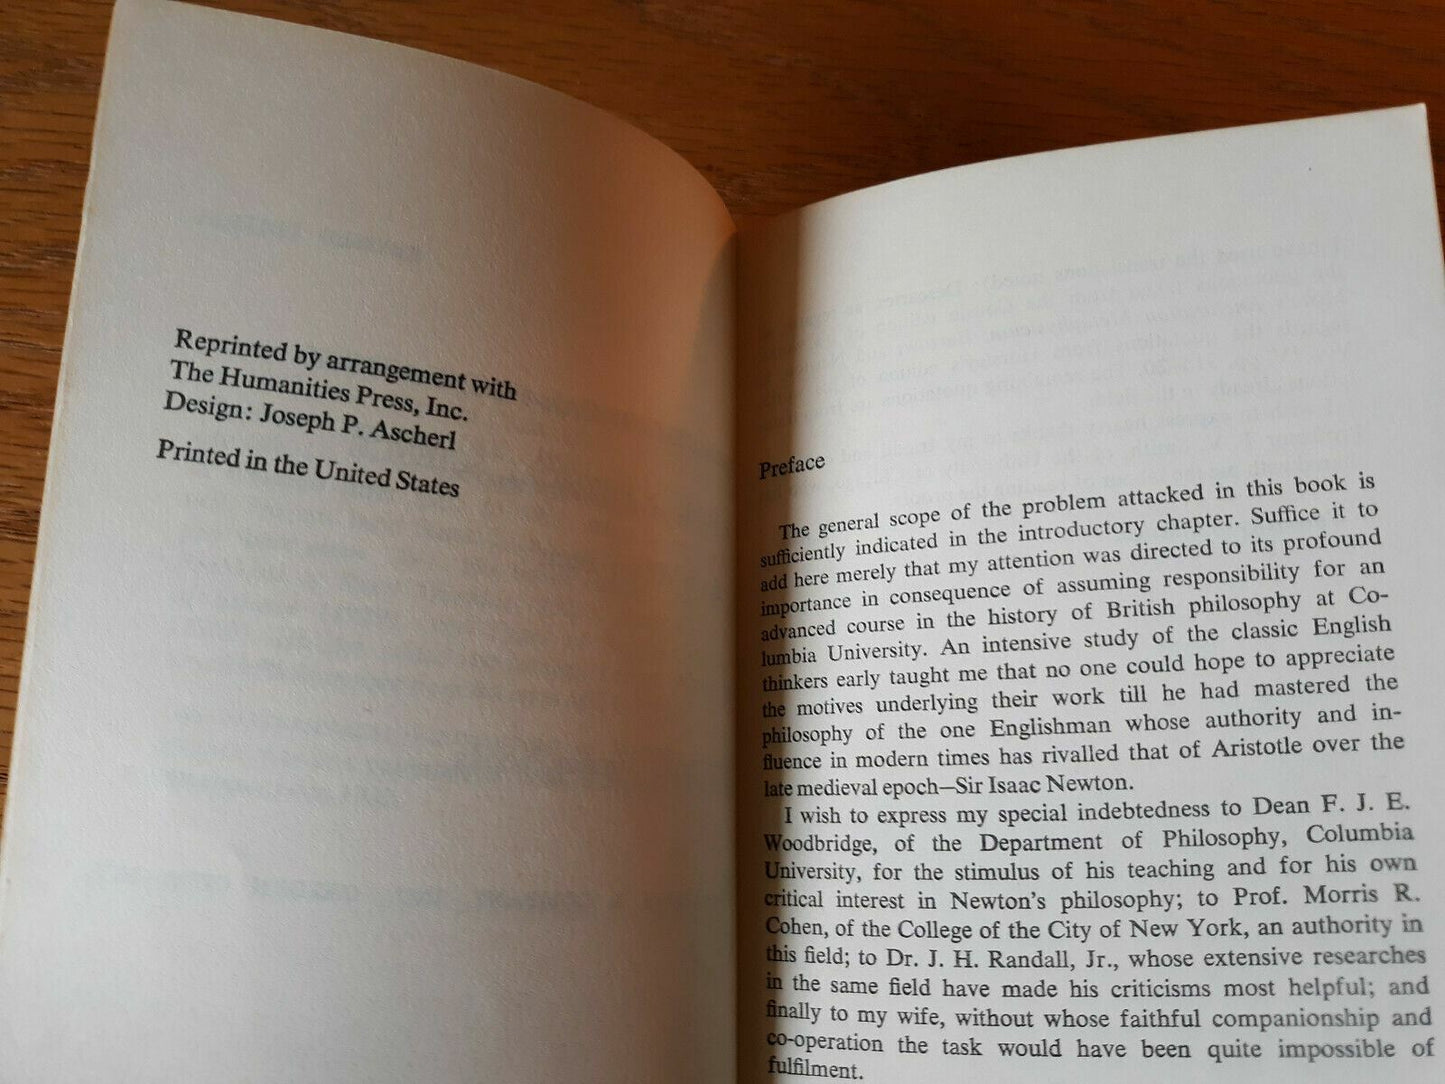 Reprinted by arrangement with
The Humanities Press, Inc.
Design: Joseph P. Ascherl
Printed in the United States
Preface
The general scope of the problem attacked in this book is
sufficiently indicated in the introductory chapter. Suffice it to
add here merely that my attention was directed to its profound
importance in consequence of assuming responsibility for an
advanced course in the history of British philosophy at Co-
lumbia University. An intensive study of the classic English
thinkers early taught me that no one could hope to appreciate
the motives underlying their work till he had mastered the
philosophy of the one Englishman whose authority and in-
fluence in modern times has rivalled that of Aristotle over the
late medieval epoch—Sir Isaac Newton.
I wish to express my special indebtedness to Dean F. J. E.
Woodbridge, of the Department of Philosophy, Columbia
University, for the stimulus of his teaching and for his own
critical interest in Newton's philosophy; to Prof. Morris R.
Cohen, of the College of the City of New York, an authority in
this field; to Dr. J. H. Randall, Jr., whose extensive researches
in the same field have made his criticisms most helpful; and
finally to my wife, without whose faithful companionship and
co-operation the task would have been quite impossible of
fulfilment.